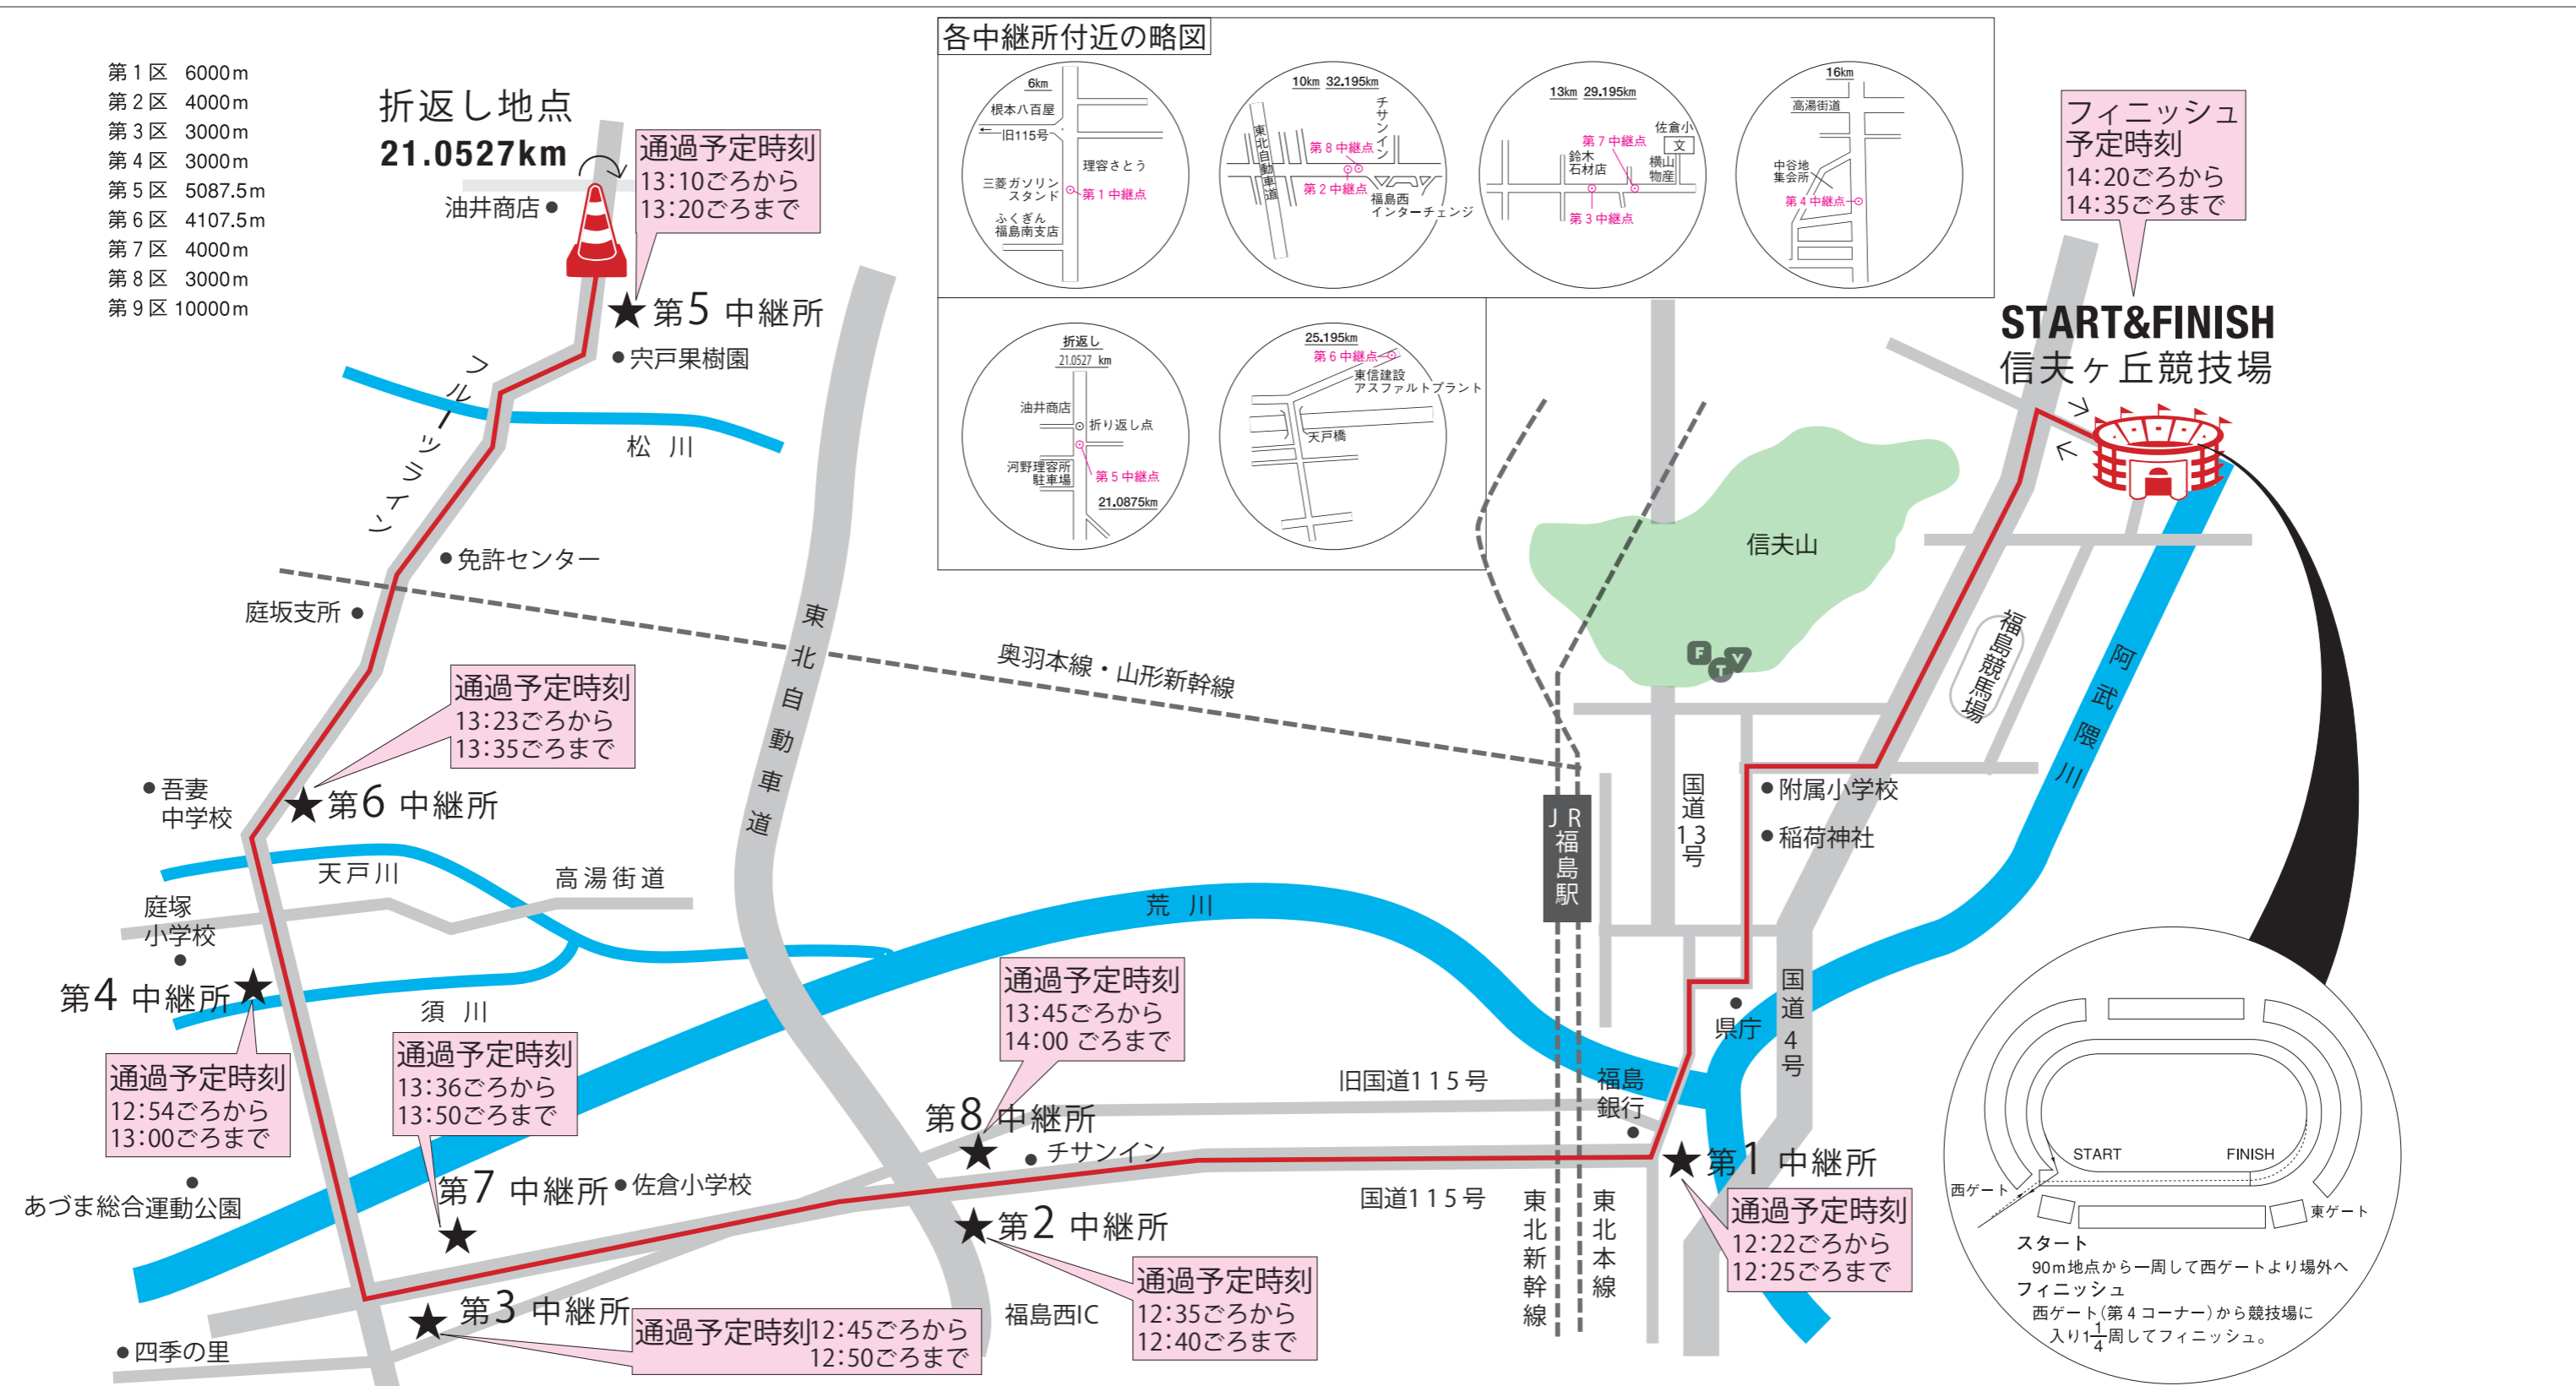 第1区 6000m
第2区 4000m
第3区 3000m
第4区 3000m
第5区 5087.5m
第6区 4107.5m
第7区 4000m
第8区 3000m
第9区 10000m
折返し地点
21.0527km
油井商店
通過予定時刻
13:10ごろから
13:20ごろまで
第5 中継所
宍戸果樹園
フルーツライン
松川
免許センター
庭坂支所
通過予定時刻
13:23ごろから
13:35ごろまで
第6 中継所
吾妻
中学校
天戸川
高湯街道
庭塚
小学校
第4 中継所
須川
通過予定時刻
12:54ごろから
13:00ごろまで
通過予定時刻
13:36ごろから
13:50ごろまで
あづま総合運動公園
第7 中継所
佐倉小学校
第3 中継所
通過予定時刻12:45ごろから
12:50ごろまで
四季の里
東北自動車道
奥羽本線・山形新幹線
荒川
通過予定時刻
13:45ごろから
14:00 ごろまで
第8 中継所
チサンイン
第2 中継所
通過予定時刻
12:35ごろから
12:40ごろまで
福島西IC
旧国道115号
国道115号
東北新幹線
東北本線
福島
銀行
第1 中継所
通過予定時刻
12:22ごろから
12:25ごろまで
県庁
国道4号
JR福島駅
国道13号
附属小学校
稲荷神社
信夫山
F T V
福島競馬場
阿武隈川
フィニッシュ
予定時刻
14:20ごろから
14:35ごろまで
START&FINISH
信夫ヶ丘競技場
各中継所付近の略図
6km
根本八百屋
旧115号
理容さとう
三菱ガソリン
スタンド
第1中継点
ふくぎん
福島南支店
10km 32.195km
チサンイン
東北自動車道
第8中継点
第2中継点
福島西
インターチェンジ
13km 29.195km
佐倉小
文
第7中継点
鈴木
石材店
横山
物産
第3中継点
16km
高湯街道
中谷地
集会所
第4中継点
折返し
21.0527 km
油井商店
折り返し点
河野理容所
駐車場
第5中継点
21.0875km
25.195km
第6中継点
東信建設
アスファルトプラント
天戸橋
START
FINISH
西ゲート
東ゲート
スタート
90m地点から一周して西ゲートより場外へ
フィニッシュ
西ゲート(第4コーナー)から競技場に
入り1 1/4周してフィニッシュ。